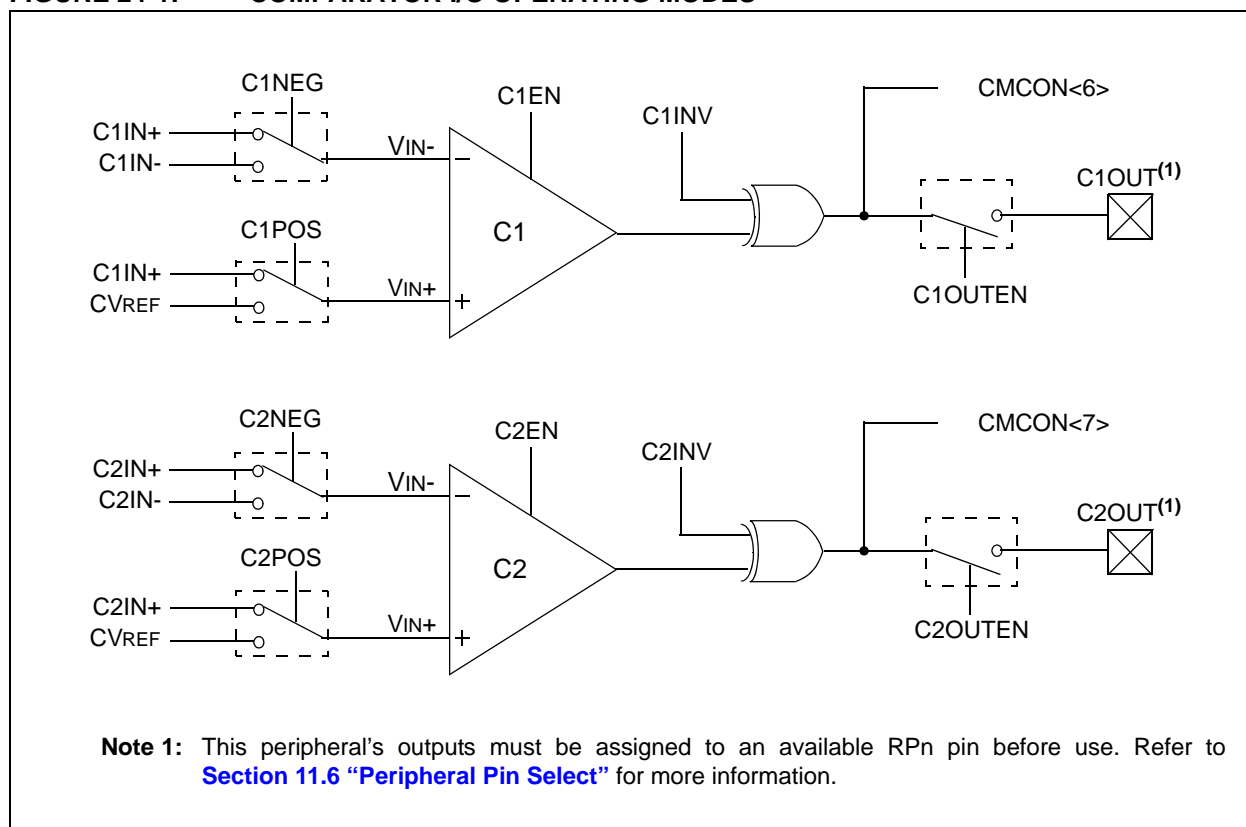 C1NEG
C1EN
C1INV
CMCON<6>
C1IN+
C1IN-
VIN-
−
C1OUT(1)
C1POS
C1
C1IN+
CVREF
VIN+
+
C1OUTEN
C2NEG
C2EN
C2INV
CMCON<7>
C2IN+
C2IN-
VIN-
−
C2OUT(1)
C2POS
C2
C2IN+
CVREF
VIN+
+
C2OUTEN
Note 1: This peripheral's outputs must be assigned to an available RPn pin before use. Refer to
Section 11.6 "Peripheral Pin Select" for more information.